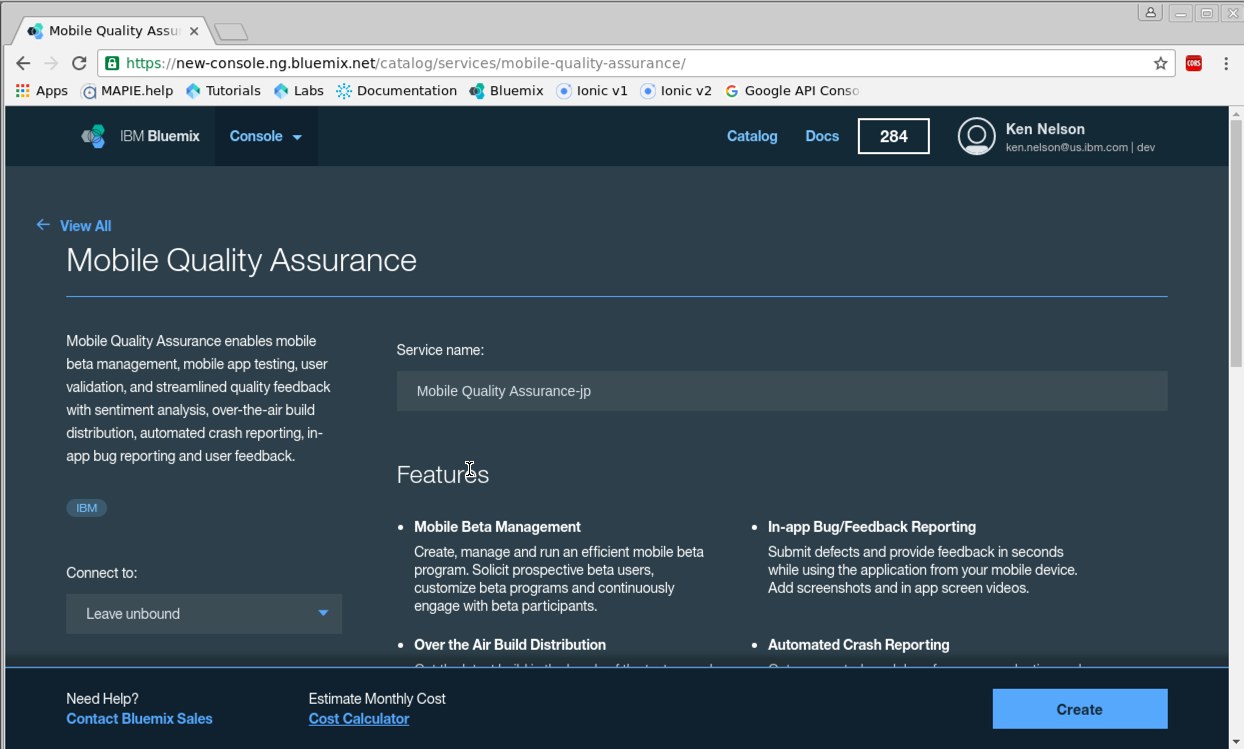 Mobile Quality Assu
https://new-console.ng.bluemix.net/catalog/services/mobile-quality-assurance/
CORS
Apps MAPIE.help Tutorials Labs Documentation Bluemix Ionic v1 Ionic v2 Google API Conso
IBM Bluemix Console Catalog Docs 284 Ken Nelson
ken.nelson@us.ibm.com | dev
View All
Mobile Quality Assurance
Mobile Quality Assurance enables mobile
beta management, mobile app testing, user
validation, and streamlined quality feedback
with sentiment analysis, over-the-air build
distribution, automated crash reporting, in-
app bug reporting and user feedback.
IBM
Connect to:
Leave unbound
Service name:
Mobile Quality Assurance-jp
Features
• Mobile Beta Management
Create, manage and run an efficient mobile beta
program. Solicit prospective beta users,
customize beta programs and continuously
engage with beta participants.
• In-app Bug/Feedback Reporting
Submit defects and provide feedback in seconds
while using the application from your mobile device.
Add screenshots and in app screen videos.
• Over the Air Build Distribution
• Automated Crash Reporting
Need Help?
Contact Bluemix Sales
Estimate Monthly Cost
Cost Calculator
Create